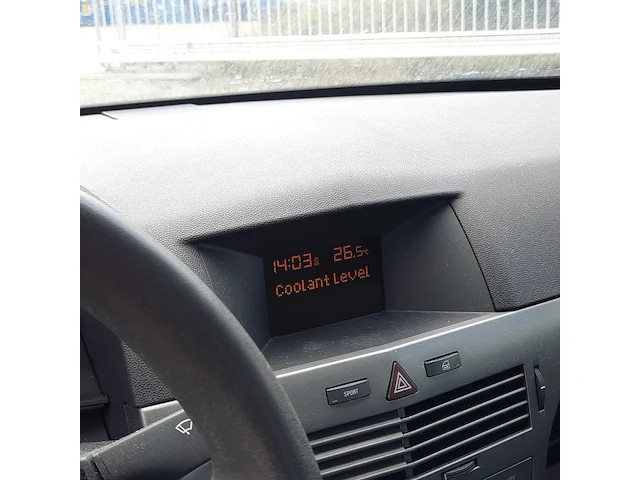 14:03 26.5°C
Coolant Level
SPORT